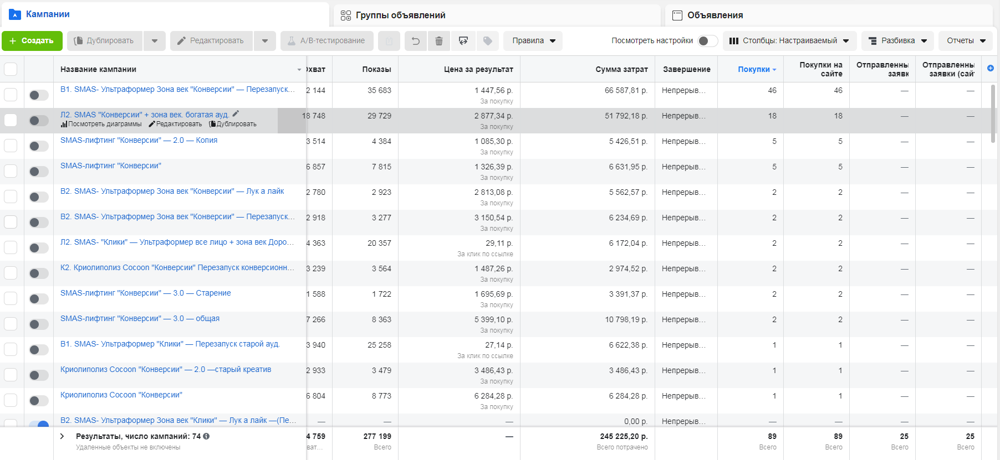 Кампании
Группы объявлений
Объявления
Создать
Дублировать
Редактировать
A/B-тестирование
Правила
Посмотреть настройки
Столбцы: Настраиваемый
Разбивка
Отчеты
Название кампании
Охват
Показы
Цена за результат
Сумма затрат
Завершение
Покупки
Покупки на
сайте
Отправленны
заявк
Отправленны
заявки (сай
B1. SMAS- Ультраформер Зона век "Конверсии" — Перезапуск…
2 144
35 683
1 447,56 р.
За покупку
66 587,81 р.
Непрерыв…
46
46
—
—
Л2. SMAS "Конверсии" + зона век. богатая ауд.
Посмотреть диаграммы
Редактировать
Дублировать
18 748
29 729
2 877,34 р.
За покупку
51 792,18 р.
Непрерыв…
18
18
—
—
SMAS-лифтинг "Конверсии" — 2.0 — Копия
3 514
4 384
1 085,30 р.
За покупку
5 426,51 р.
Непрерыв…
5
5
—
—
SMAS-лифтинг "Конверсии"
6 857
7 815
1 326,39 р.
За покупку
6 631,95 р.
Непрерыв…
5
5
—
—
B2. SMAS- Ультраформер Зона век "Конверсии" — Лук а лайк
2 780
2 923
2 813,08 р.
За покупку
5 562,57 р.
Непрерыв…
2
2
—
—
B2. SMAS- Ультраформер Зона век "Конверсии" — Перезапуск…
2 918
3 277
3 150,54 р.
За покупку
6 234,69 р.
Непрерыв…
2
2
—
—
Л2. SMAS- "Клики" — Ультраформер все лицо + зона век Доро…
4 363
20 357
29,11 р.
За клик по ссылке
6 172,04 р.
Непрерыв…
2
2
—
—
К2. Криолиполиз Cocoon "Конверсии" Перезапуск конверсионн…
3 239
3 564
1 487,26 р.
За покупку
2 974,52 р.
Непрерыв…
2
2
—
—
SMAS-лифтинг "Конверсии" — 3.0 — Старение
1 588
1 722
1 695,69 р.
За покупку
3 391,37 р.
Непрерыв…
2
2
—
—
SMAS-лифтинг "Конверсии" — 3.0 — общая
7 266
8 363
5 399,10 р.
За покупку
10 798,19 р.
Непрерыв…
2
2
—
—
B1. SMAS- Ультраформер "Клики" — Перезапуск старой ауд.
3 940
25 258
27,14 р.
За клик по ссылке
6 622,38 р.
Непрерыв…
1
1
—
—
Криолиполиз Cocoon "Конверсии" — 2.0 —старый креатив
2 933
3 479
3 486,43 р.
За покупку
3 486,43 р.
Непрерыв…
1
1
—
—
Криолиполиз Cocoon "Конверсии"
6 804
8 773
6 284,28 р.
За покупку
6 284,28 р.
Непрерыв…
1
1
—
—
B2. SMAS- Ультраформер Зона век "Клики" — Лук а лайк —(Пе…
—
—
—
0,00 р.
Непрерыв…
—
—
—
—
Результаты, число кампаний: 74
Удаленные объекты не включены
4 759
ват…
277 199
Всего
—
245 225,20 р.
Всего потрачено
89
Всего
89
Всего
25
Всего
25
Всего